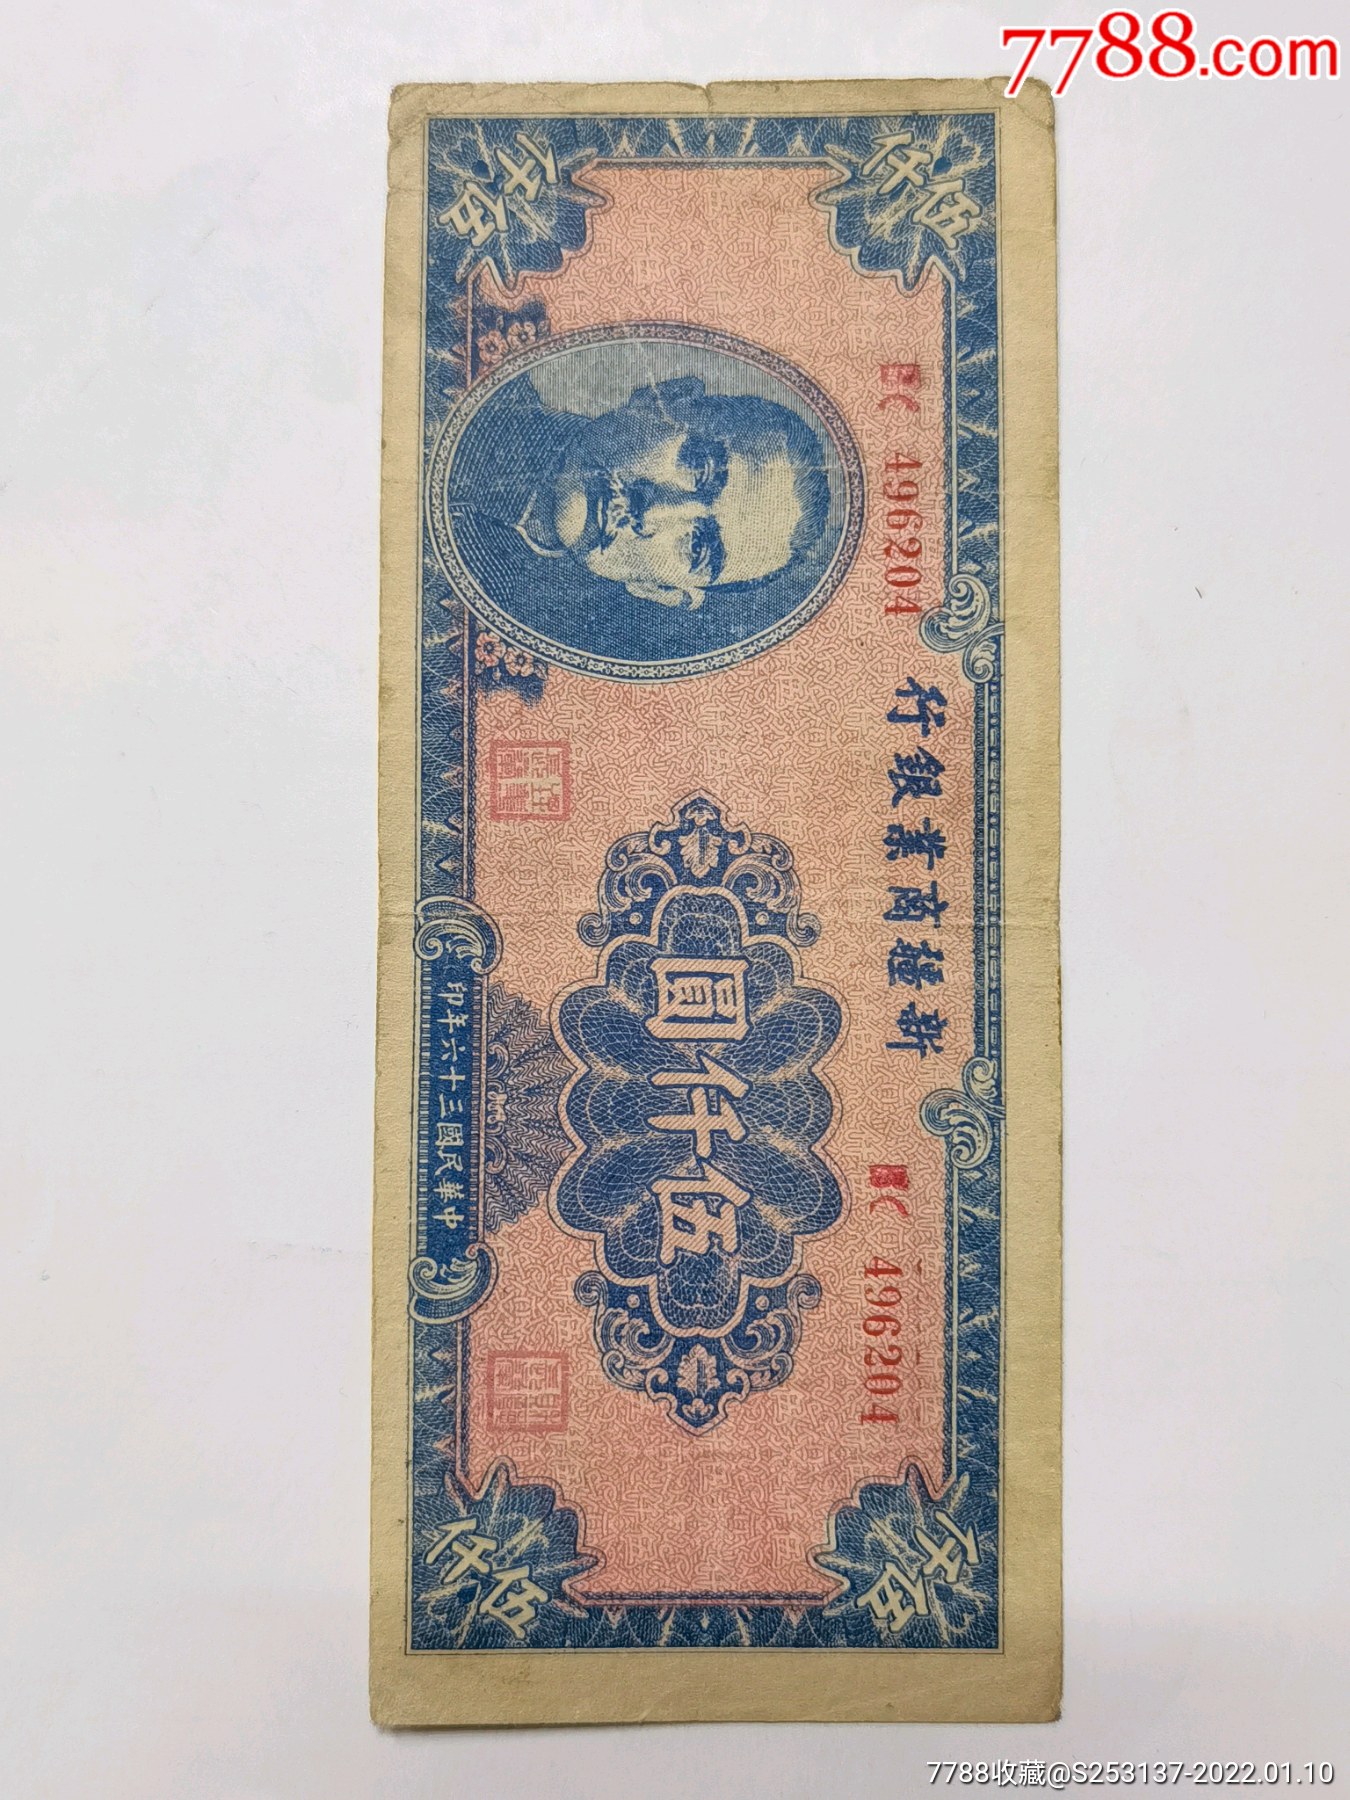 7788.com
行銀業商疆新
BC 496204
BC 496204
圓仟伍
印年六十三國民華中
伍仟
伍仟
伍仟
伍仟
7788收藏@S253137-2022.01.10